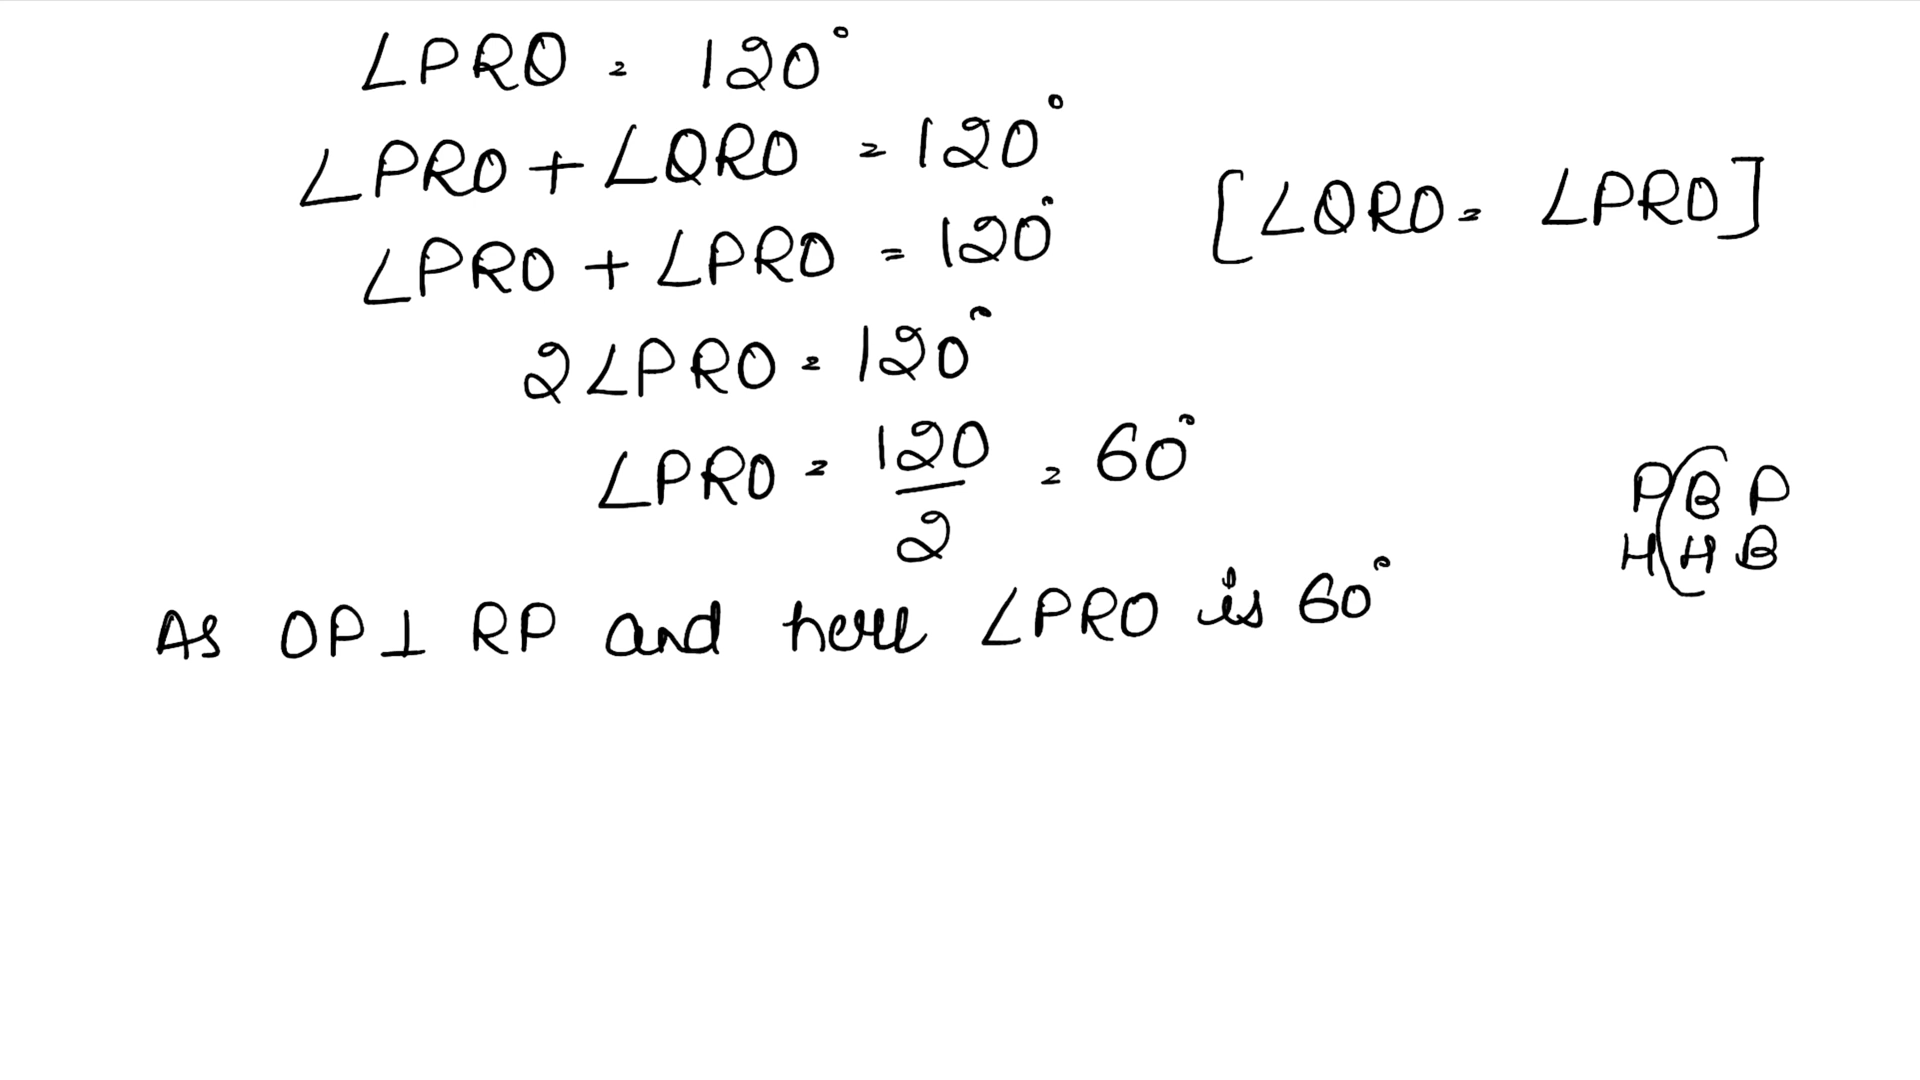 ∠PRQ = 120°
∠PRO + ∠QRO = 120°
[∠QRO = ∠PRO]
∠PRO + ∠PRO = 120°
2∠PRO = 120°
∠PRO = 120/2 = 60°
P B P
H H B
As OP⊥ RP and here ∠PRO is 60°